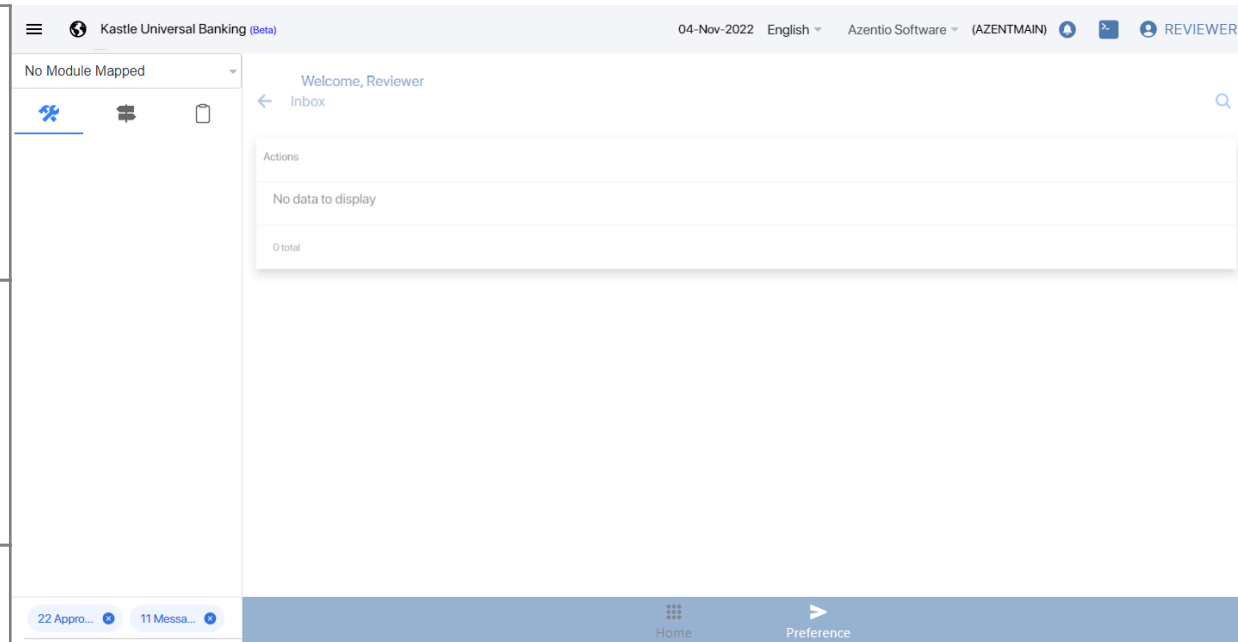 Kastle Universal Banking (Beta)
04-Nov-2022 English Azentio Software (AZENTMAIN) REVIEWER
No Module Mapped
Welcome, Reviewer
Inbox
Actions
No data to display
0 total
22 Appro... 11 Messa...
Home Preference